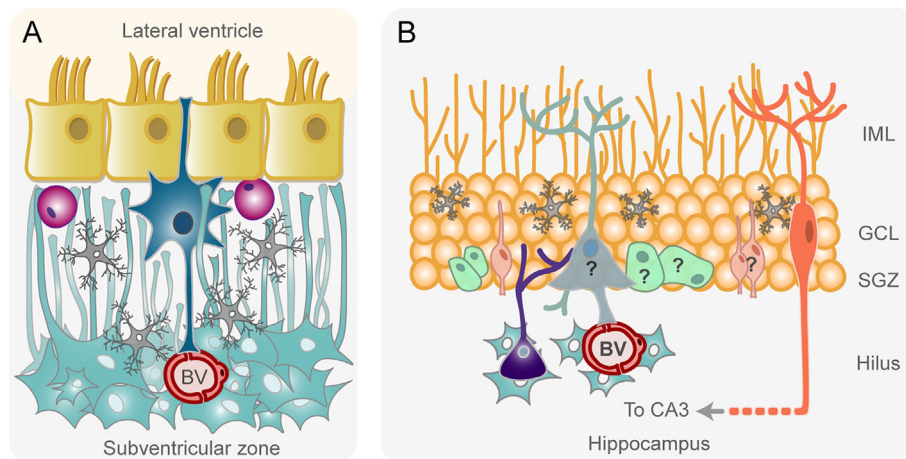 A
Lateral ventricle
BV
Subventricular zone
B
IML
GCL
SGZ
?
?
?
?
Hilus
BV
To CA3
Hippocampus